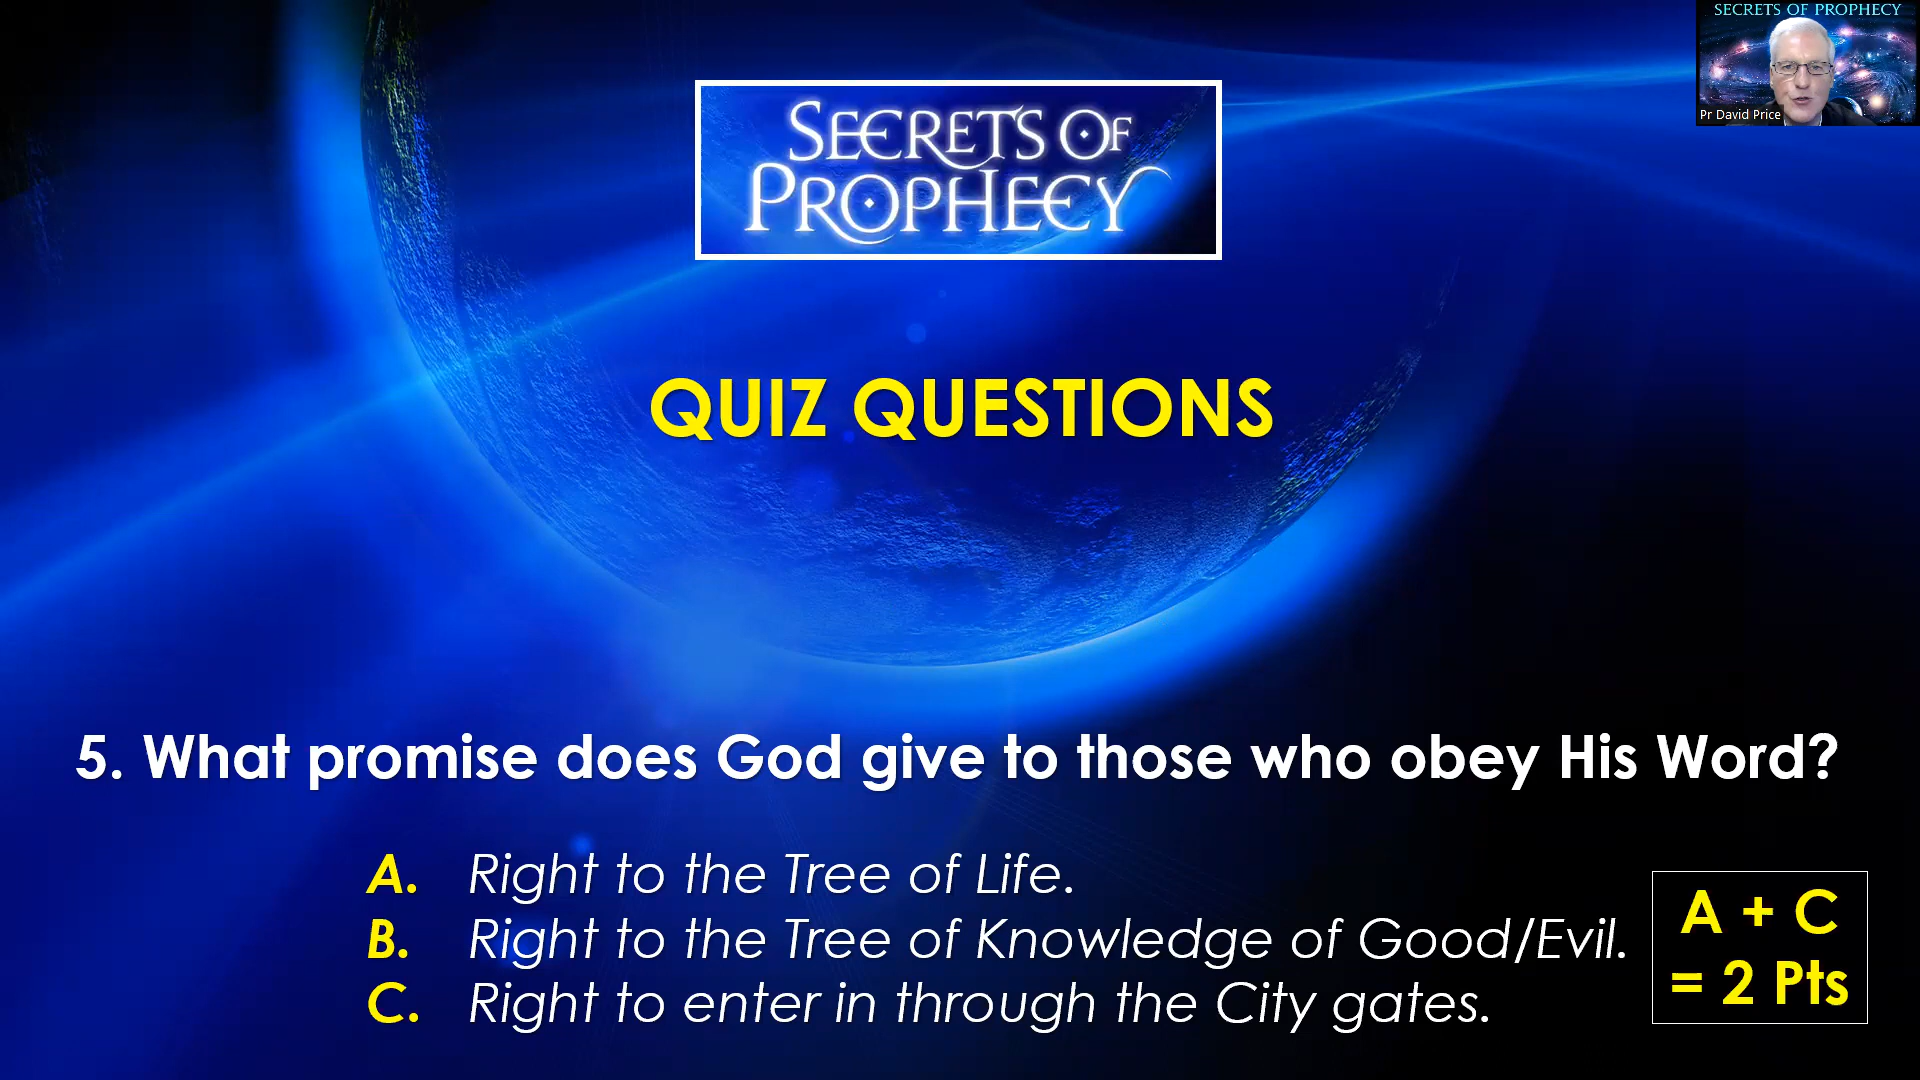 SECRETS OF PROPHECY
Pr David Price
SECRETS OF
PROPHECY
QUIZ QUESTIONS
5. What promise does God give to those who obey His Word?
A. Right to the Tree of Life.
B. Right to the Tree of Knowledge of Good/Evil.
C. Right to enter in through the City gates.
A + C
= 2 Pts